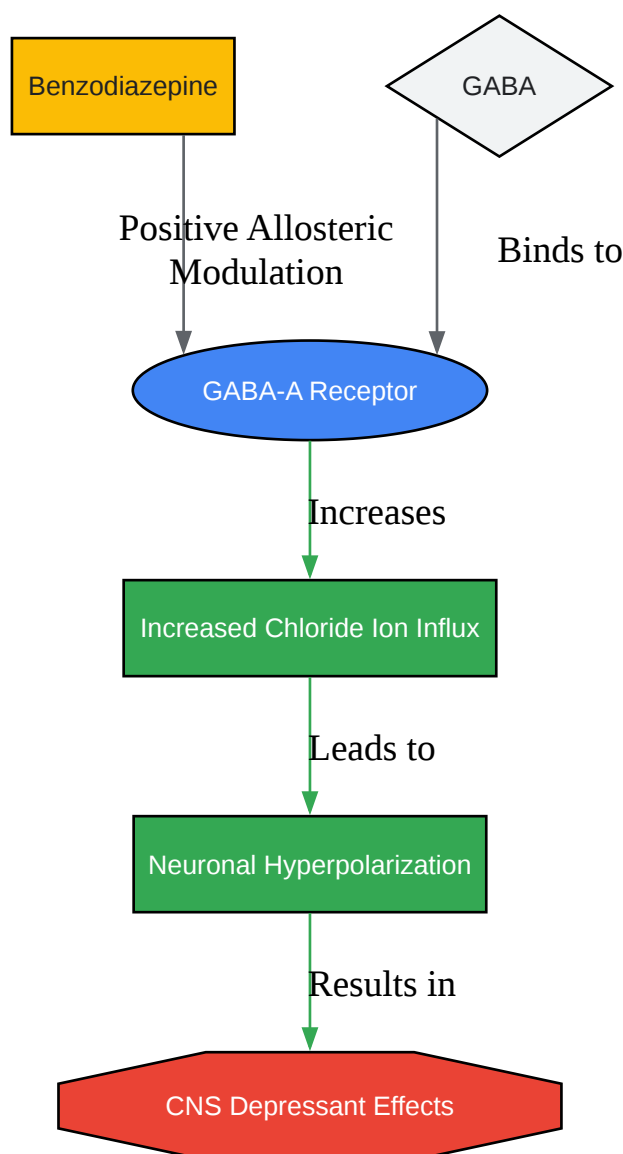 Benzodiazepine
GABA
Positive Allosteric
Modulation
Binds to
GABA-A Receptor
Increases
Increased Chloride Ion Influx
Leads to
Neuronal Hyperpolarization
Results in
CNS Depressant Effects